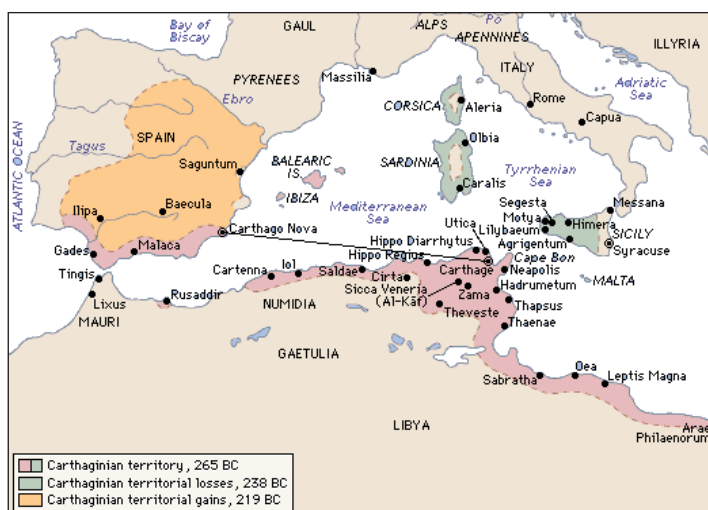 Bay of
Biscay
GAUL
ALPS
Po
APENNINES
ILLYRIA
PYRENEES
Massilia
ITALY
Adriatic
Sea
Ebro
CORSICA
Aleria
Rome
Capua
ATLANTIC OCEAN
Tagus
SPAIN
Saguntum
BALEARIC
IS.
IBIZA
SARDINIA
Olbia
Caralis
Tyrrhenian
Sea
Mediterranean
Sea
Ilipa
Baecula
Carthago Nova
Gades
Malaca
Segesta
Motya
Lilybaeum
Himera
Agrigentum
Messana
SICILY
Syracuse
Utica
Hippo Diarrhytus
Hippo Regius
Cape Bon
MALTA
Tingis
Lixus
MAURI
Rusaddir
Cartenna
Iol
Saldae
Cirta
Carthage
Neapolis
Sicca Veneria
(Al-Kāf)
Zama
Hadrumetum
Theveste
Thapsus
Thaenae
NUMIDIA
GAETULIA
Sabratha
Oea
Leptis Magna
LIBYA
Arae
Philaenorum
Carthaginian territory, 265 BC
Carthaginian territorial losses, 238 BC
Carthaginian territorial gains, 219 BC